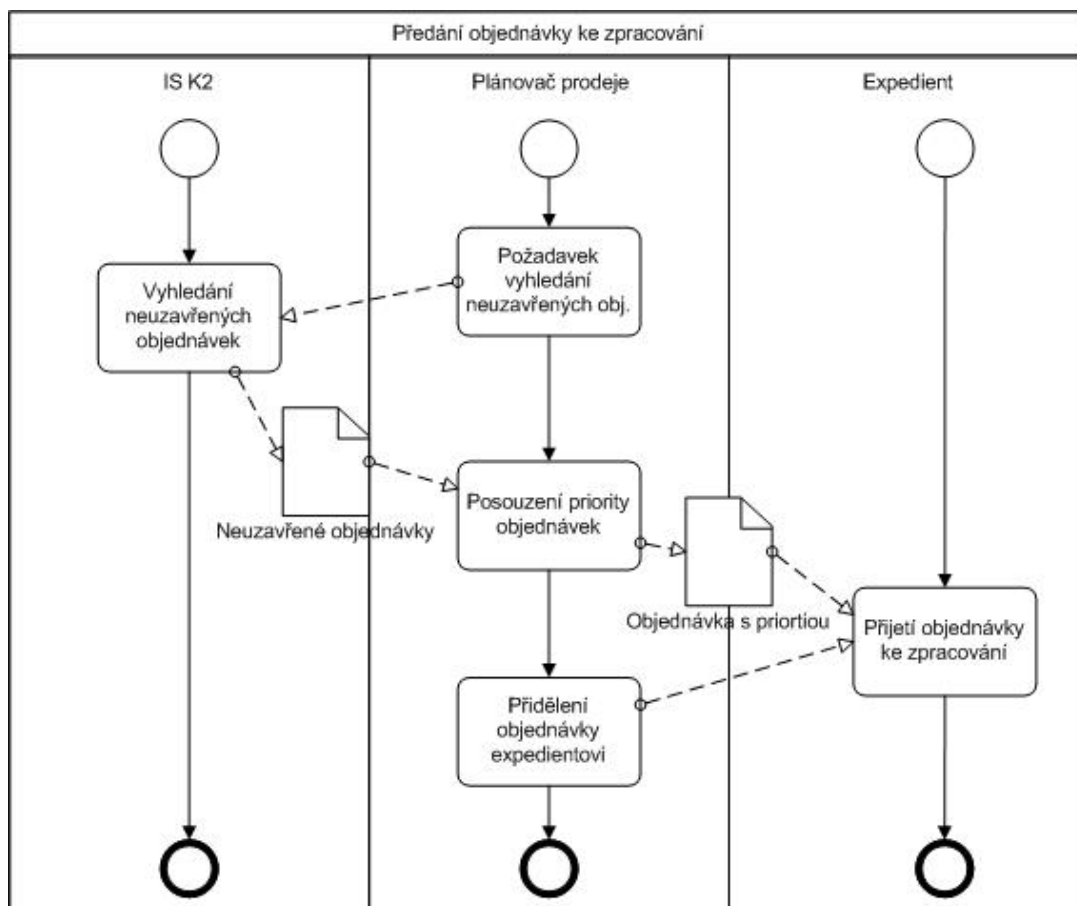 Předání objednávky ke zpracování
IS K2
Plánovač prodeje
Expedient
Požadavek
vyhledání
neuzavřených obj.
Vyhledání
neuzavřených
objednávek
Neuzavřené objednávky
Posouzení priority
objednávek
Objednávka s priortiou
Přijetí objednávky
ke zpracování
Přidělení
objednávky
expedientovi